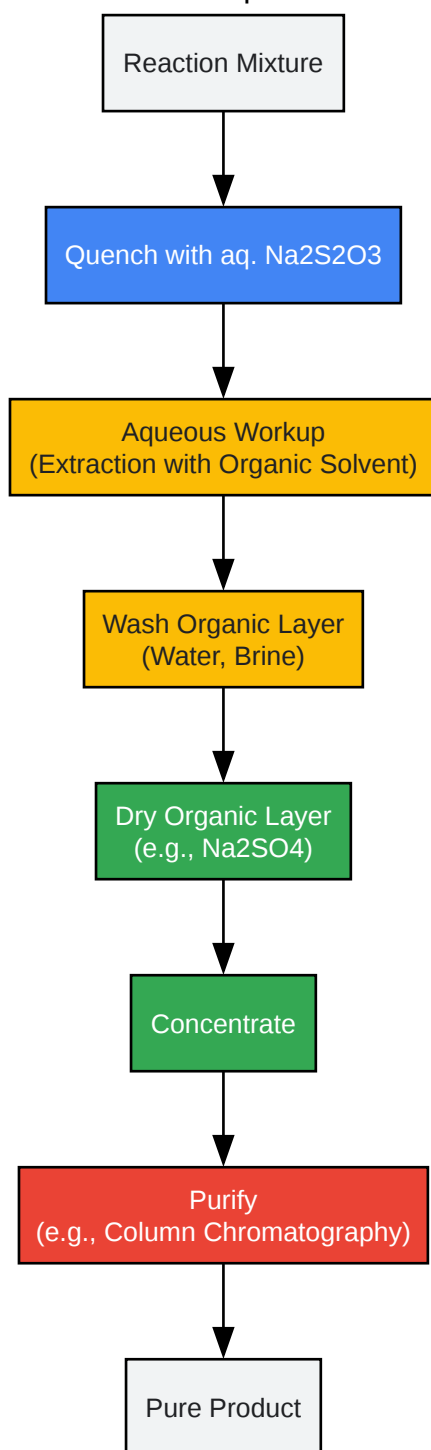 Reaction Mixture
Quench with aq. Na2S2O3
Aqueous Workup
(Extraction with Organic Solvent)
Wash Organic Layer
(Water, Brine)
Dry Organic Layer
(e.g., Na2SO4)
Concentrate
Purify
(e.g., Column Chromatography)
Pure Product